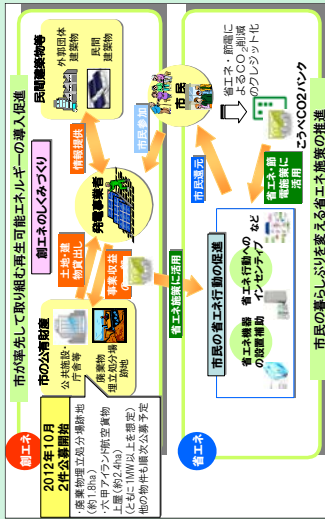 創エネ
市が率先して取り組む再生可能エネルギーの導入促進
2012年10月
2件公募開始
・廃棄物埋立処分場跡地
(約1.8ha)
・六甲アイランド航空貨物
上屋(約2.4ha)
(ともに1MW以上を想定)
他の物件も順次公募予定
市の公有財産
公共施設・
庁舎等
廃棄物
埋立処分場
跡地
創エネのしくみづくり
土地・建
物貸出し
事業収益
発電事業者
情報提供
民間建築物等
外郭団体
建築物
民間
建築物
市民参加
市民
省エネ施策に活用
市民還元
省エネ・節電に
よるCO2削減
のクレジット化
こうべCO2バンク
省エネ・節
電施策に
活用
省エネ
市民の省エネ行動の促進
省エネ機器
の設置補助
省エネ行動への
インセンティブ
など
市民の暮らしぶりを変える省エネ施策の推進